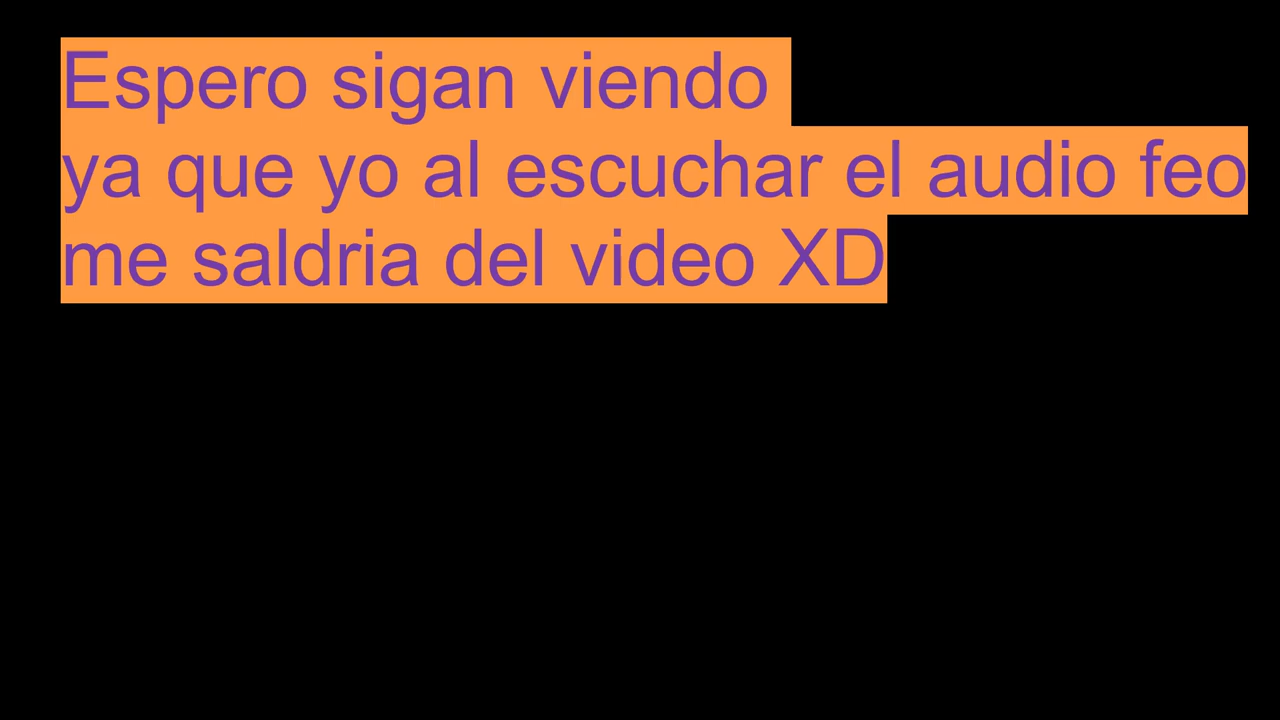 Espero sigan viendo
ya que yo al escuchar el audio feo
me saldria del video XD